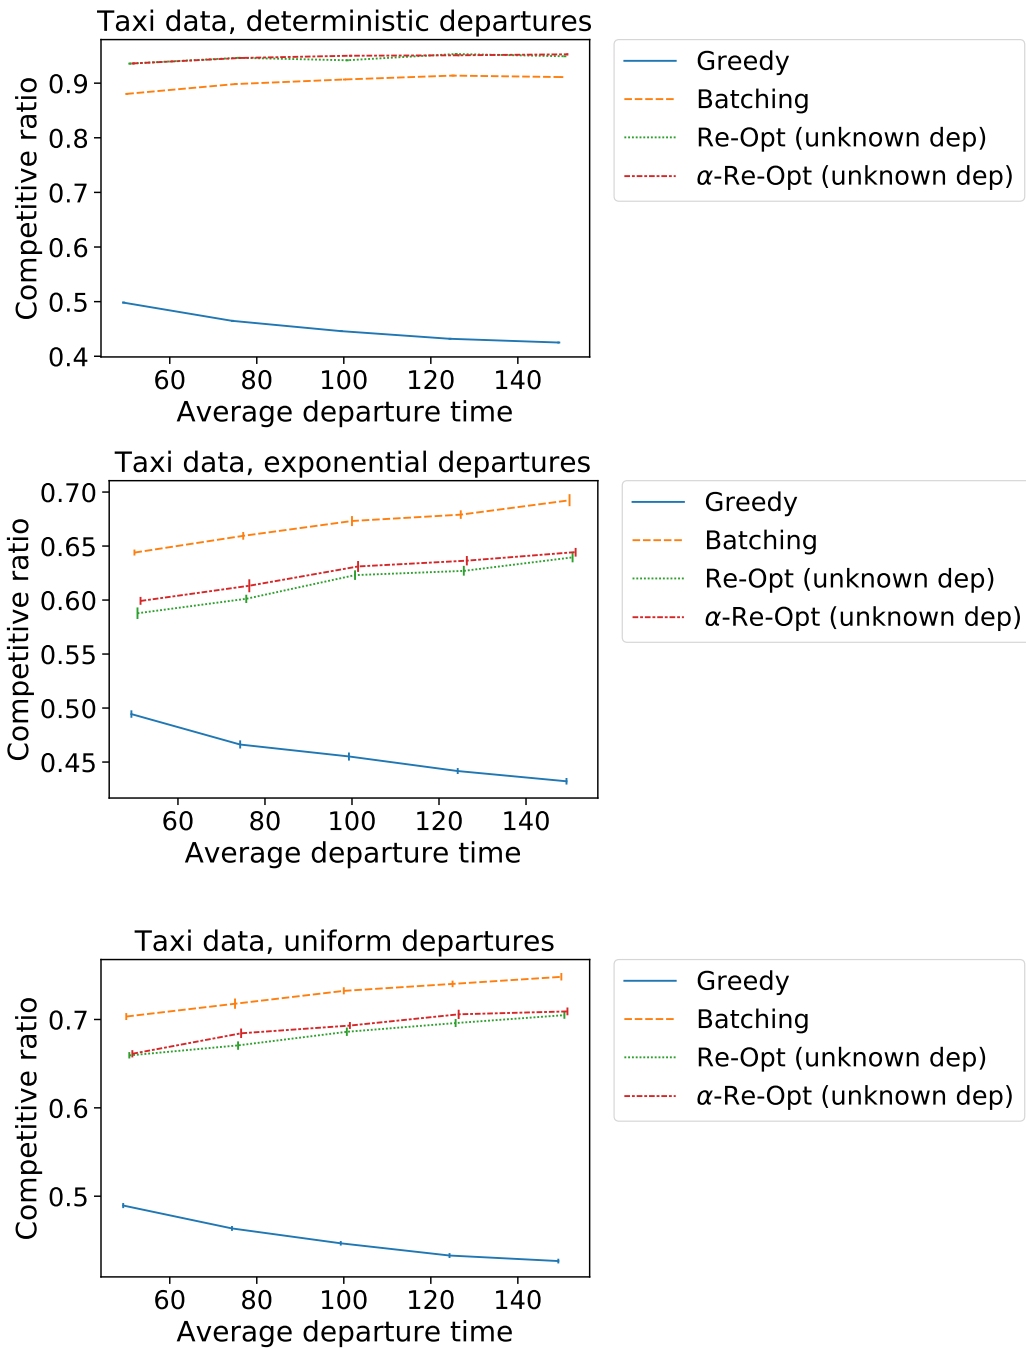 Taxi data, deterministic departures
Competitive ratio
0.9
0.8
0.7
0.6
0.5
0.4
60 80 100 120 140
Average departure time
Greedy
Batching
Re-Opt (unknown dep)
α-Re-Opt (unknown dep)
Taxi data, exponential departures
Competitive ratio
0.70
0.65
0.60
0.55
0.50
0.45
60 80 100 120 140
Average departure time
Greedy
Batching
Re-Opt (unknown dep)
α-Re-Opt (unknown dep)
Taxi data, uniform departures
Competitive ratio
0.7
0.6
0.5
60 80 100 120 140
Average departure time
Greedy
Batching
Re-Opt (unknown dep)
α-Re-Opt (unknown dep)